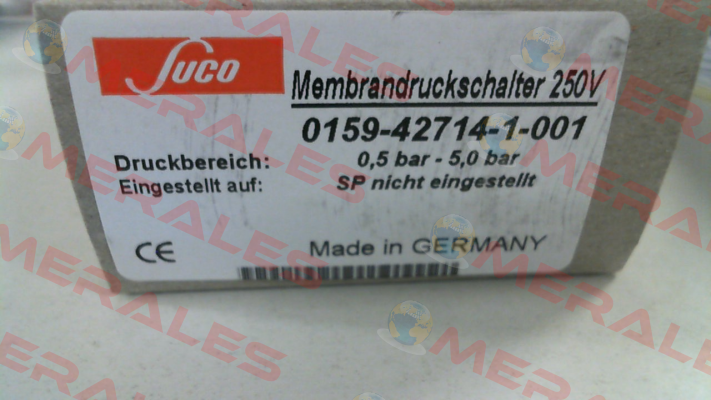 Suco
Membrandruckschalter 250V
0159-42714-1-001
Druckbereich: 0,5 bar - 5,0 bar
Eingestellt auf: SP nicht eingestellt
CE Made in GERMANY
MERALES
MERALES
MERALES
MERALES
MERALES